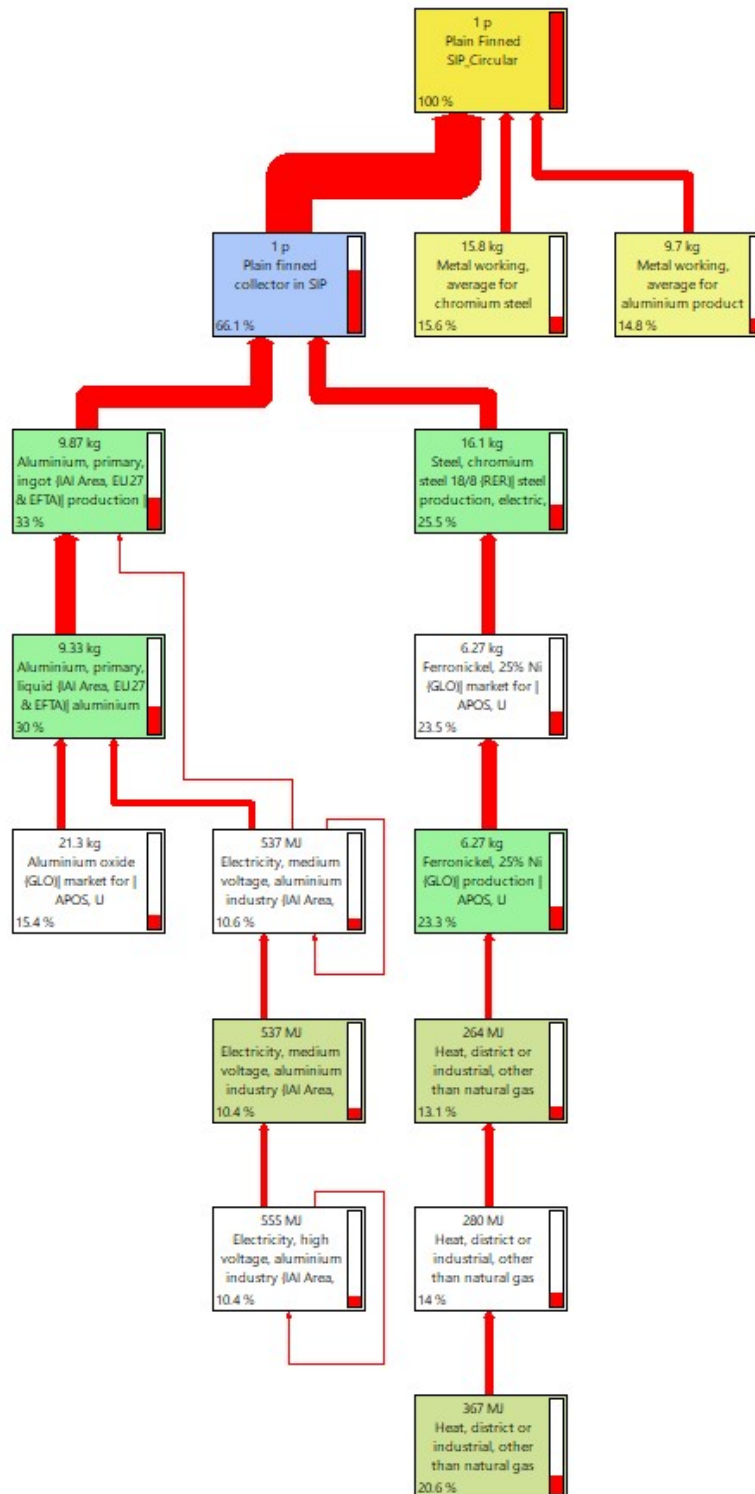 1 p
Plain Finned
SIP_Circular
100 %
1 p
Plain finned
collector in SIP
66.1 %
15.8 kg
Metal working,
average for
chromium steel
15.6 %
9.7 kg
Metal working,
average for
aluminium product
14.8 %
9.87 kg
Aluminium, primary,
ingot {IAI Area, EU27
& EFTA}| production |
33 %
16.1 kg
Steel, chromium
steel 18/8 {RER}| steel
production, electric,
25.5 %
9.33 kg
Aluminium, primary,
liquid {IAI Area, EU27
& EFTA}| aluminium
30 %
6.27 kg
Ferronickel, 25% Ni
{GLO}| market for |
APOS, U
23.5 %
21.3 kg
Aluminium oxide
{GLO}| market for |
APOS, U
15.4 %
537 MJ
Electricity, medium
voltage, aluminium
industry {IAI Area,
10.6 %
6.27 kg
Ferronickel, 25% Ni
{GLO}| production |
APOS, U
23.3 %
537 MJ
Electricity, medium
voltage, aluminium
industry {IAI Area,
10.4 %
264 MJ
Heat, district or
industrial, other
than natural gas
13.1 %
555 MJ
Electricity, high
voltage, aluminium
industry {IAI Area,
10.4 %
280 MJ
Heat, district or
industrial, other
than natural gas
14 %
367 MJ
Heat, district or
industrial, other
than natural gas
20.6 %